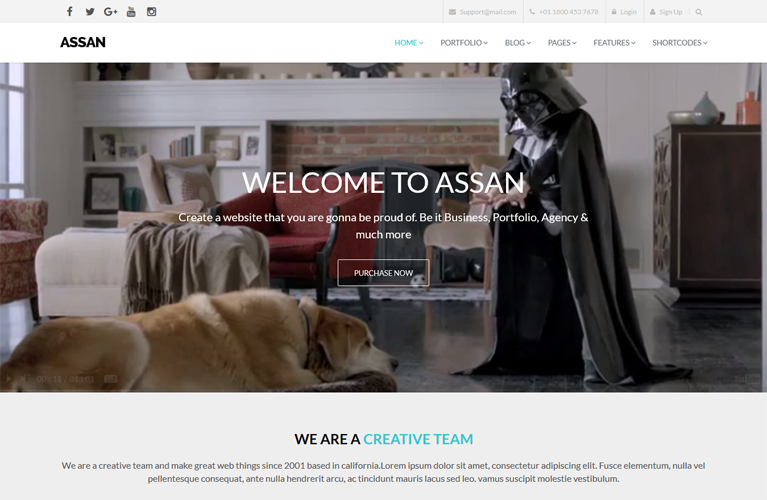 Support@mail.com
+01 1800 453 7678
Login
Sign Up
ASSAN
HOME
PORTFOLIO
BLOG
PAGES
FEATURES
SHORTCODES
WELCOME TO ASSAN
Create a website that you are gonna be proud of. Be it Business, Portfolio, Agency &
much more
PURCHASE NOW
WE ARE A CREATIVE TEAM
We are a creative team and make great web things since 2001 based in california.Lorem ipsum dolor sit amet, consectetur adipiscing elit. Fusce elementum, nulla vel
pellentesque consequat, ante nulla hendrerit arcu, ac tincidunt mauris lacus sed leo. vamus suscipit molestie vestibulum.